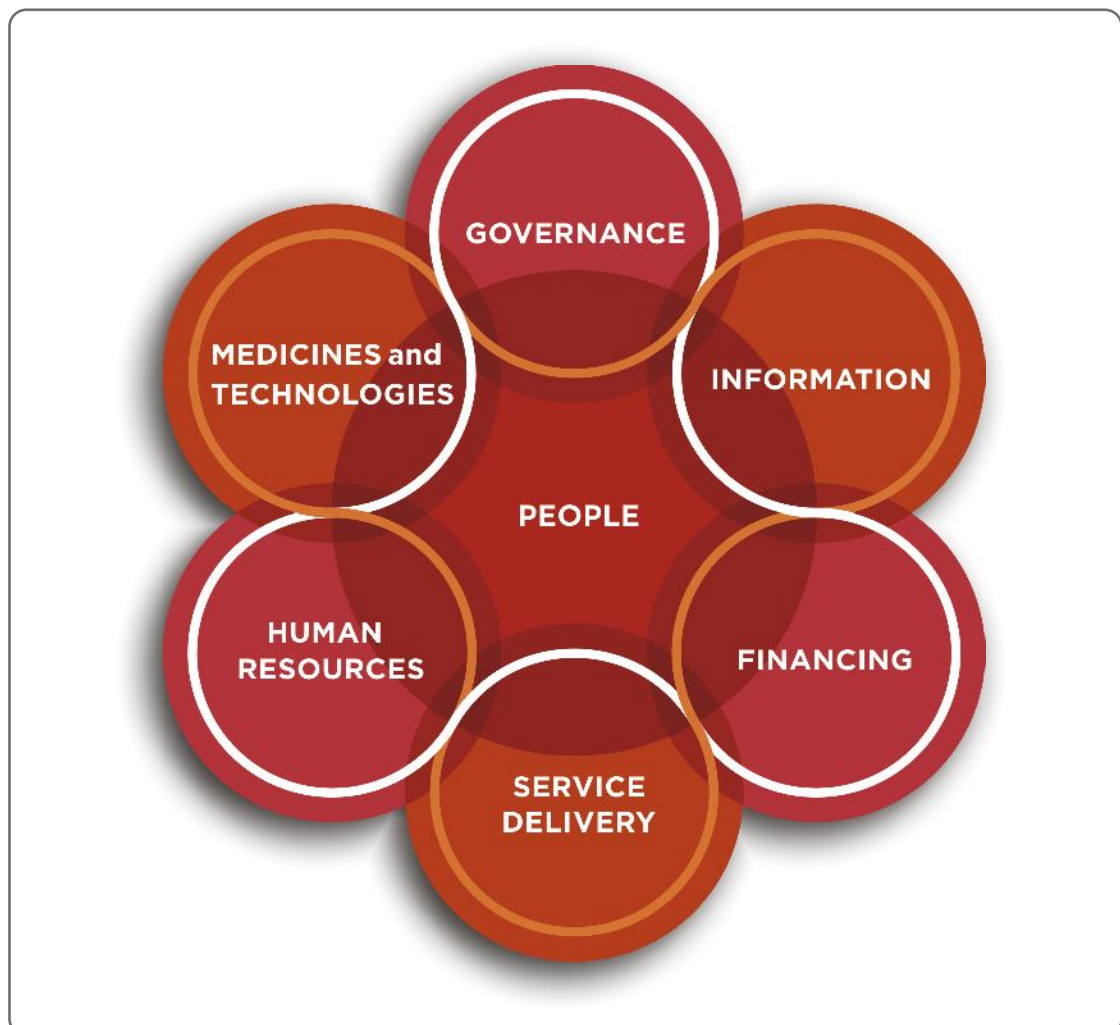 GOVERNANCE
MEDICINES and
TECHNOLOGIES
INFORMATION
PEOPLE
HUMAN
RESOURCES
FINANCING
SERVICE
DELIVERY